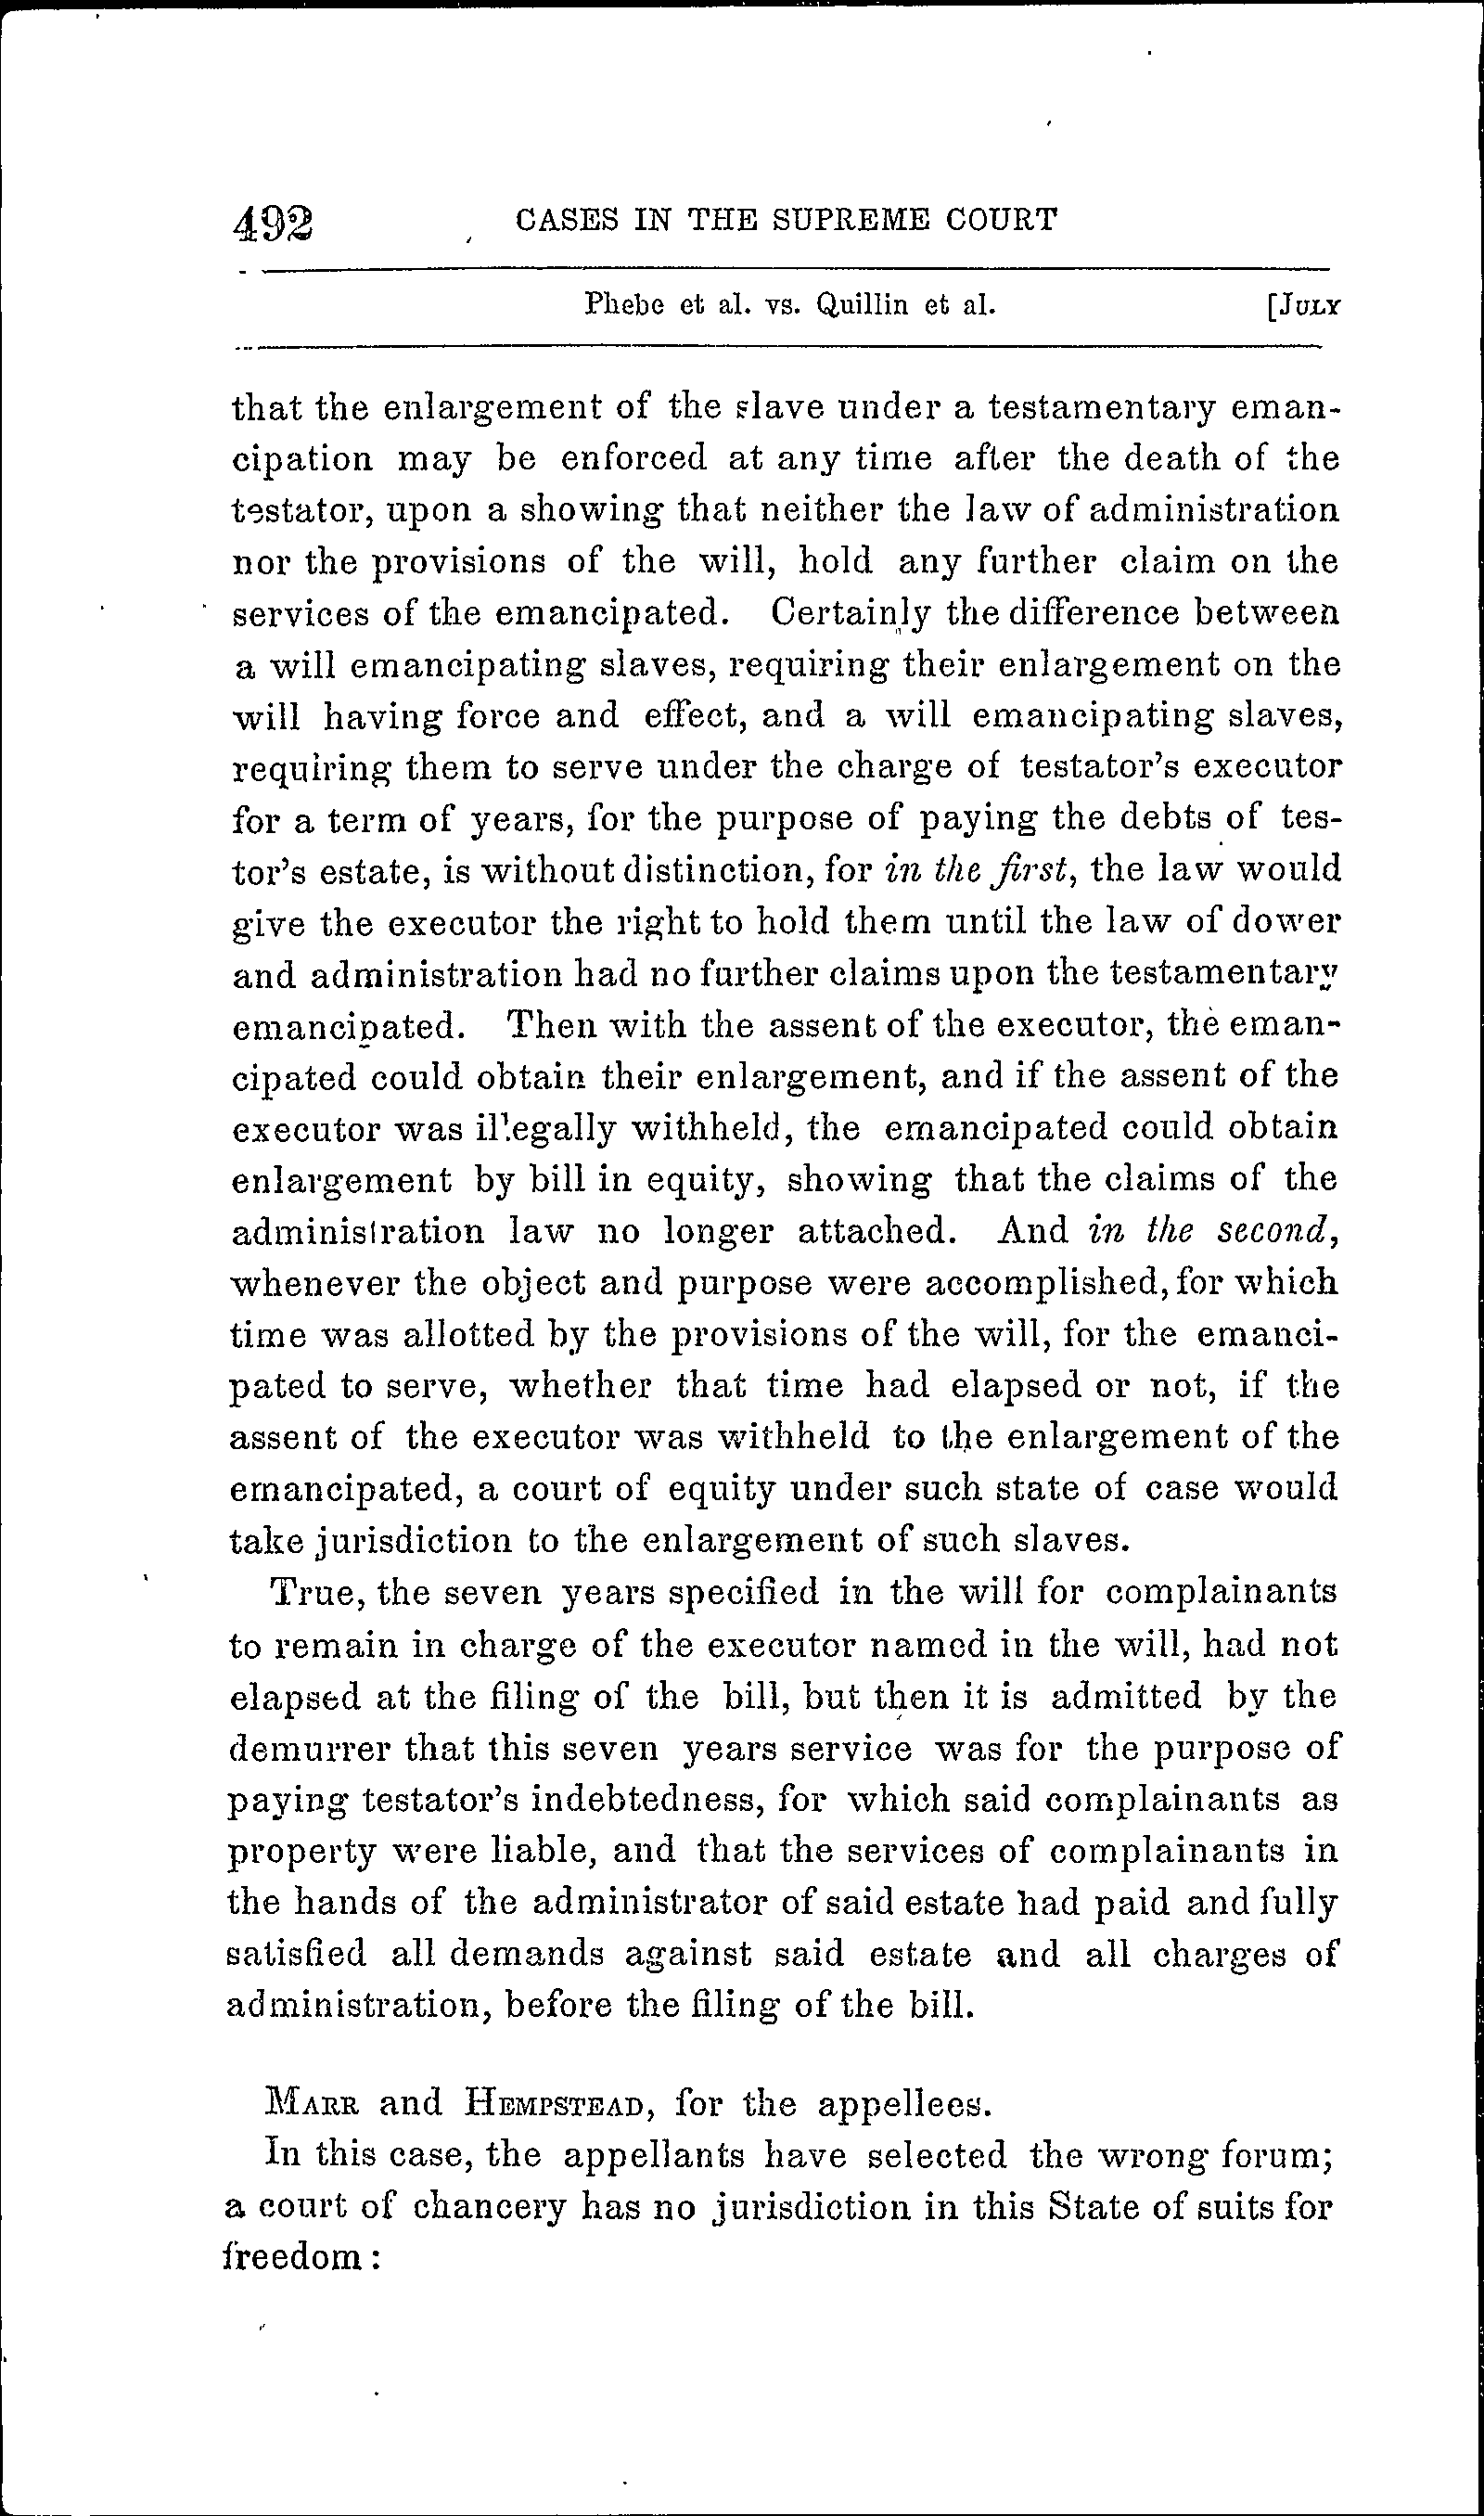 492 CASES IN THE SUPREME COURT
Phebe et al. vs. Quillin et al. [JULY
that the enlargement of the slave under a testamentary eman-
cipation may be enforced at any time after the death of the
testator, upon a showing that neither the law of administration
nor the provisions of the will, hold any further claim on the
services of the emancipated. Certainly the difference between
a will emancipating slaves, requiring their enlargement on the
will having force and effect, and a will emancipating slaves,
requiring them to serve under the charge of testator's executor
for a term of years, for the purpose of paying the debts of tes-
tor's estate, is without distinction, for in the first, the law would
give the executor the right to hold them until the law of dower
and administration had no further claims upon the testamentary
emancipated. Then with the assent of the executor, the eman-
cipated could obtain their enlargement, and if the assent of the
executor was illegally withheld, the emancipated could obtain
enlargement by bill in equity, showing that the claims of the
administration law no longer attached. And in the second,
whenever the object and purpose were accomplished, for which
time was allotted by the provisions of the will, for the emanci-
pated to serve, whether that time had elapsed or not, if the
assent of the executor was withheld to the enlargement of the
emancipated, a court of equity under such state of case would
take jurisdiction to the enlargement of such slaves.
True, the seven years specified in the will for complainants
to remain in charge of the executor named in the will, had not
elapsed at the filing of the bill, but then it is admitted by the
demurrer that this seven years service was for the purpose of
paying testator's indebtedness, for which said complainants as
property were liable, and that the services of complainants in
the hands of the administrator of said estate had paid and fully
satisfied all demands against said estate and all charges of
administration, before the filing of the bill.
MARR and HEMPSTEAD, for the appellees.
In this case, the appellants have selected the wrong forum;
a court of chancery has no jurisdiction in this State of suits for
freedom: